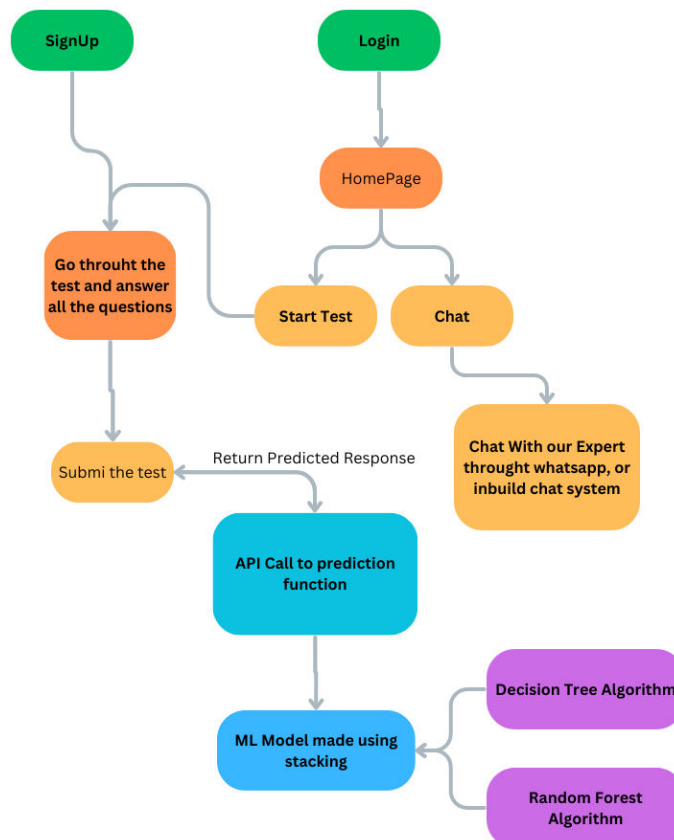 SignUp
Login
HomePage
Go throuht the
test and answer
all the questions
Start Test
Chat
Chat With our Expert
throught whatsapp, or
inbuild chat system
Submi the test
Return Predicted Response
API Call to prediction
function
ML Model made using
stacking
Decision Tree Algorithm
Random Forest
Algorithm